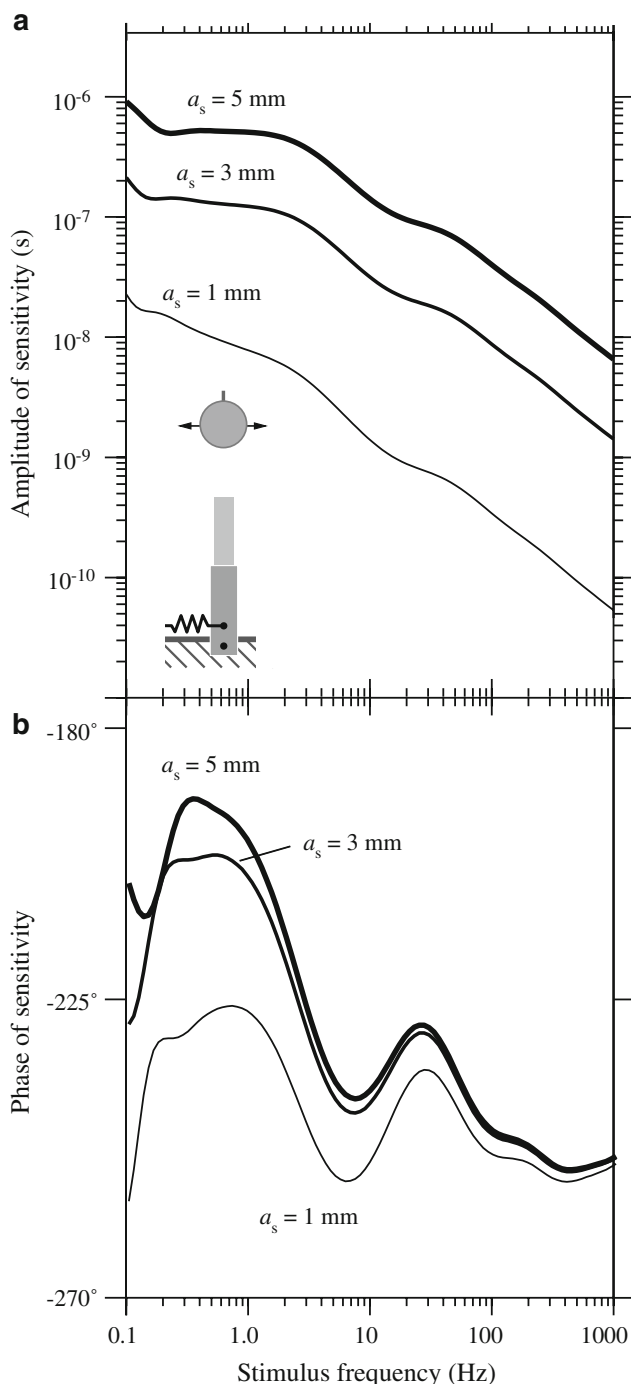 a
10⁻⁶
aₛ = 5 mm
aₛ = 3 mm
10⁻⁷
Amplitude of sensitivity (s)
aₛ = 1 mm
10⁻⁸
10⁻⁹
10⁻¹⁰
b
-180°
aₛ = 5 mm
aₛ = 3 mm
-225°
Phase of sensitivity
aₛ = 1 mm
-270°
0.1 1.0 10 100 1000
Stimulus frequency (Hz)